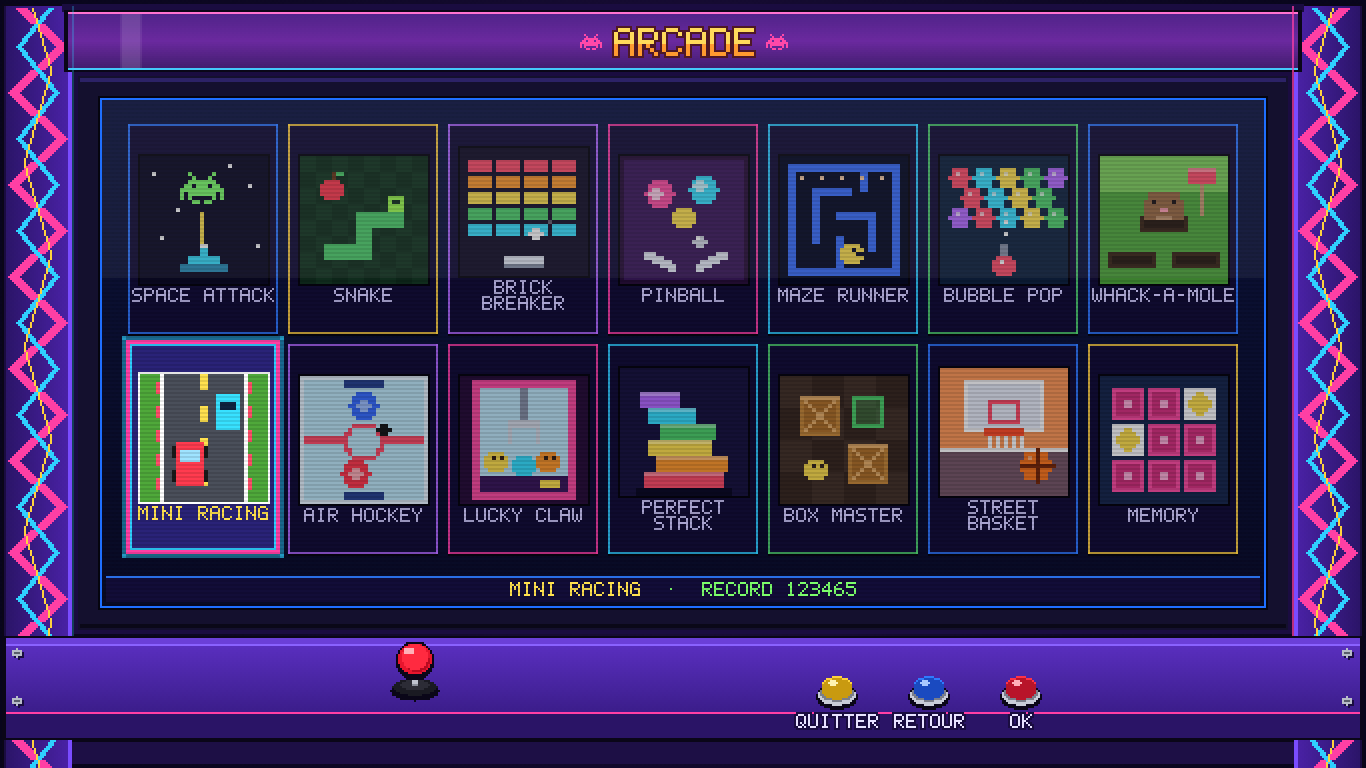 ARCADE
SPACE ATTACK
SNAKE
BRICK
BREAKER
PINBALL
MAZE RUNNER
BUBBLE POP
WHACK-A-MOLE
MINI RACING
AIR HOCKEY
LUCKY CLAW
PERFECT
STACK
BOX MASTER
STREET
BASKET
MEMORY
MINI RACING · RECORD 123465
QUITTER RETOUR OK